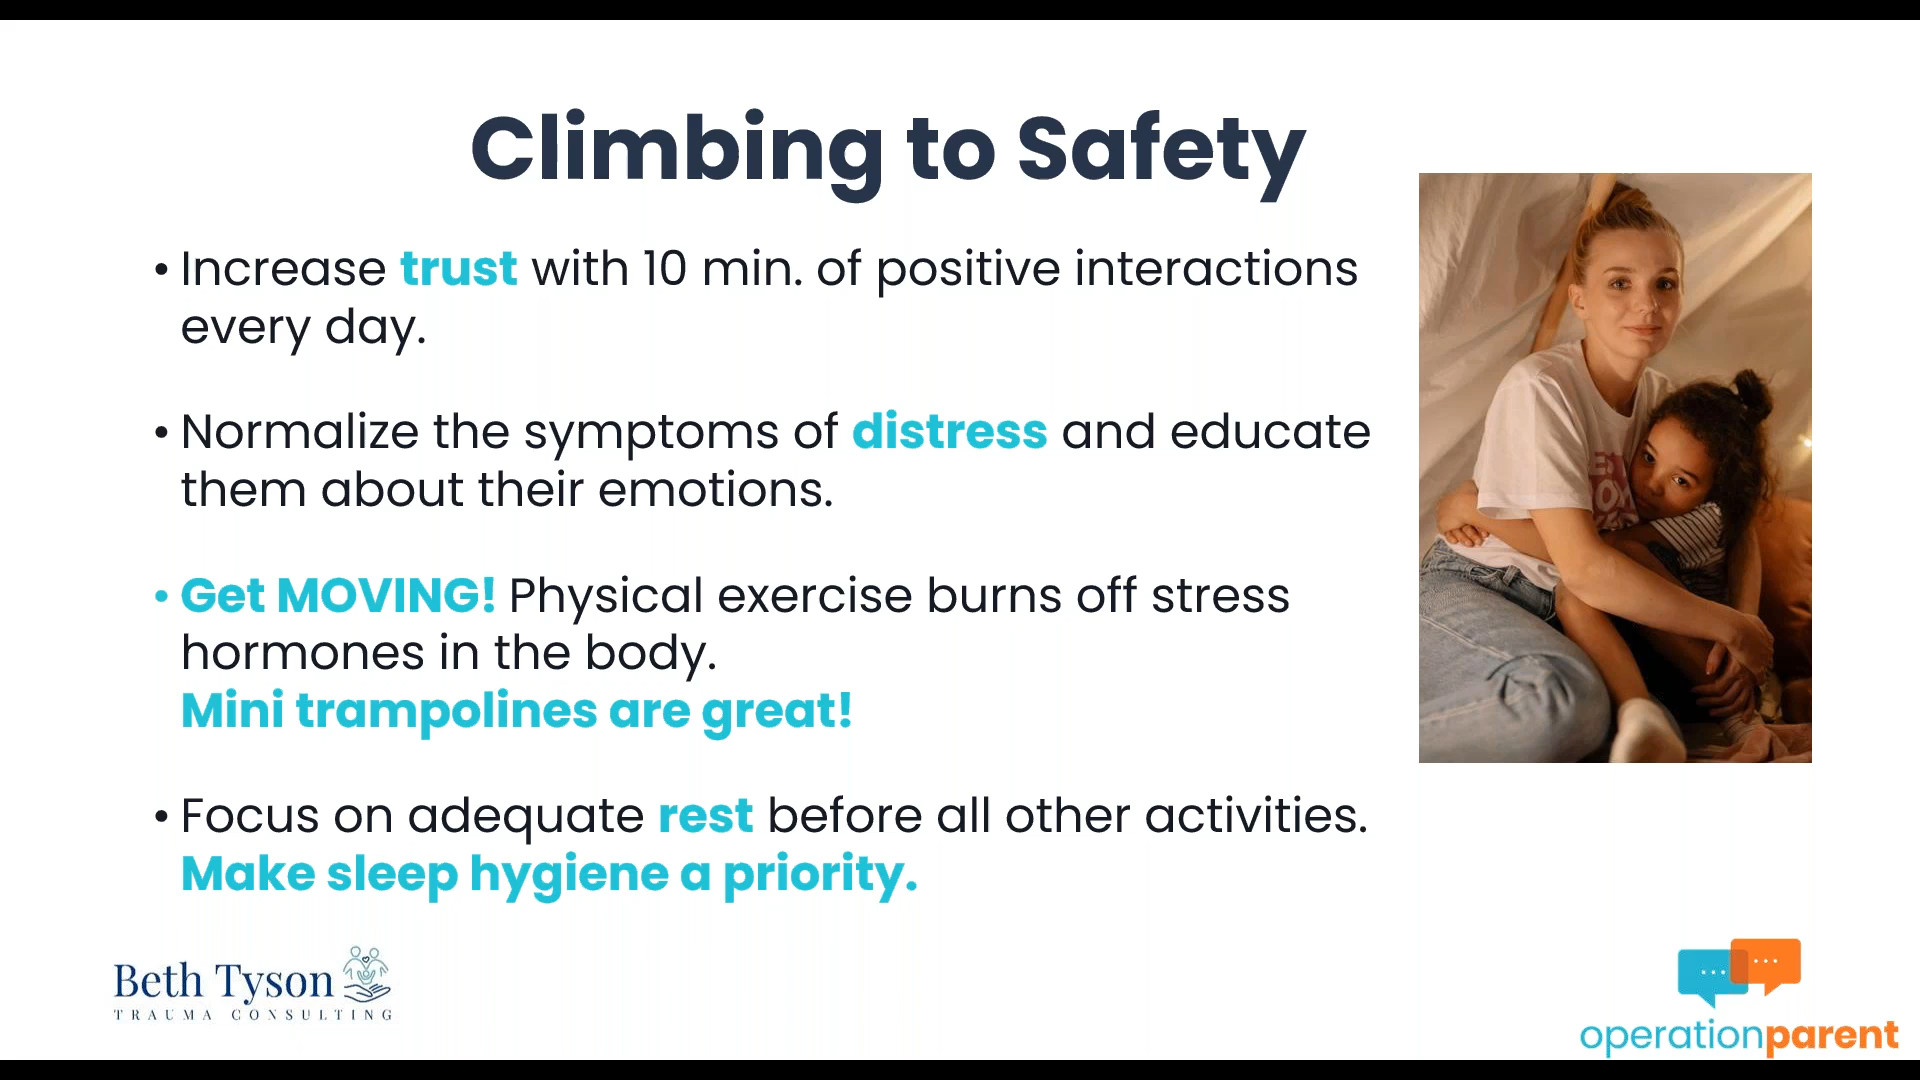 Climbing to Safety
• Increase trust with 10 min. of positive interactions
every day.
• Normalize the symptoms of distress and educate
them about their emotions.
• Get MOVING! Physical exercise burns off stress
hormones in the body.
Mini trampolines are great!
• Focus on adequate rest before all other activities.
Make sleep hygiene a priority.
Beth Tyson
TRAUMA CONSULTING
operationparent